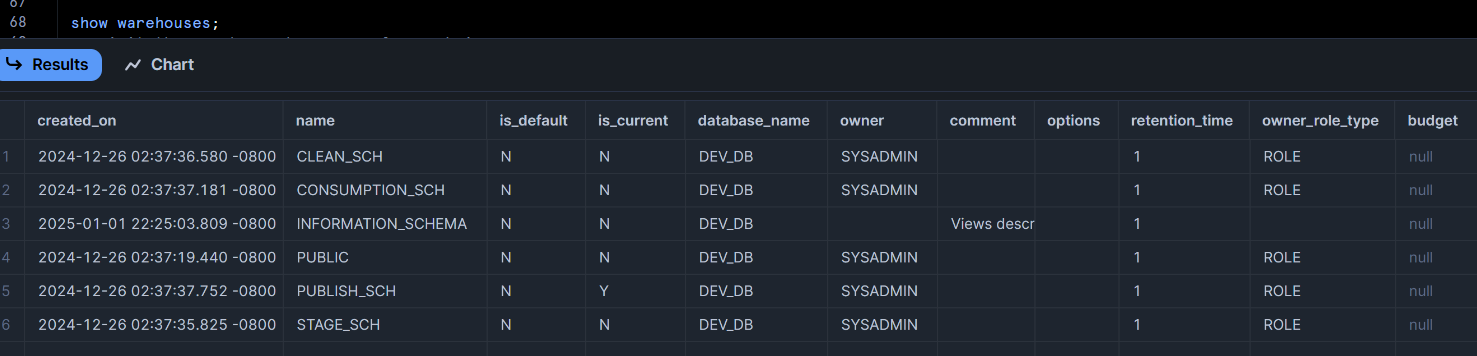 67
68 show warehouses;
Results Chart
created_on name is_default is_current database_name owner comment options retention_time owner_role_type budget
1 2024-12-26 02:37:36.580 -0800 CLEAN_SCH N N DEV_DB SYSADMIN 1 ROLE null
2 2024-12-26 02:37:37.181 -0800 CONSUMPTION_SCH N N DEV_DB SYSADMIN 1 ROLE null
3 2025-01-01 22:25:03.809 -0800 INFORMATION_SCHEMA N N DEV_DB Views descr 1 null
4 2024-12-26 02:37:19.440 -0800 PUBLIC N N DEV_DB SYSADMIN 1 ROLE null
5 2024-12-26 02:37:37.752 -0800 PUBLISH_SCH N Y DEV_DB SYSADMIN 1 ROLE null
6 2024-12-26 02:37:35.825 -0800 STAGE_SCH N N DEV_DB SYSADMIN 1 ROLE null